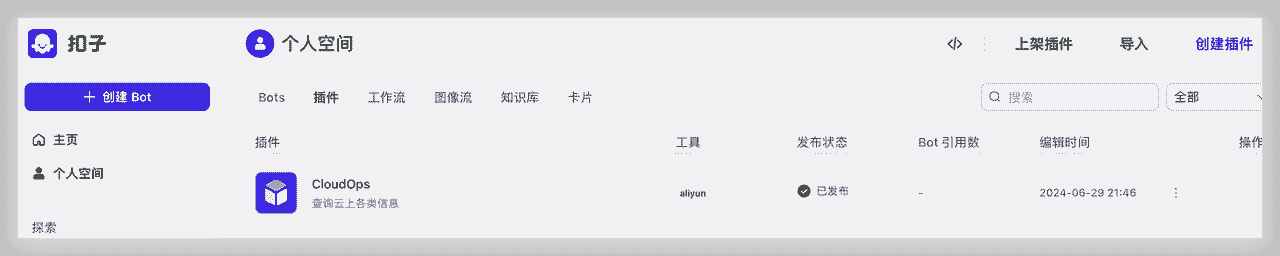 扣子
个人空间
上架插件 导入 创建插件
+ 创建 Bot
Bots 插件 工作流 图像流 知识库 卡片
搜索
全部
主页
插件 工具 发布状态 Bot 引用数 编辑时间 操作
个人空间
CloudOps
查询云上各类信息
aliyun
已发布
-
2024-06-29 21:46
探索